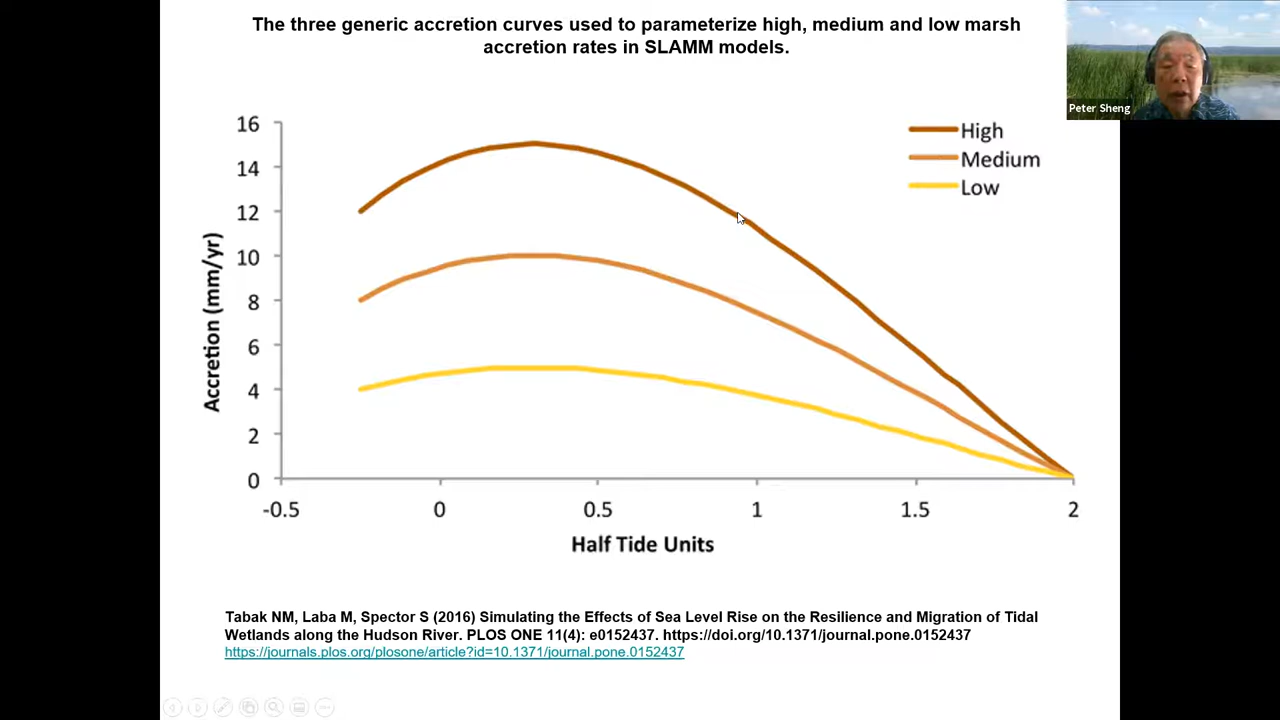 The three generic accretion curves used to parameterize high, medium and low marsh
accretion rates in SLAMM models.
Peter Sheng
High
Medium
Low
16
14
12
10
8
6
4
2
0
Accretion (mm/yr)
-0.5
0
0.5
1
1.5
2
Half Tide Units
Tabak NM, Laba M, Spector S (2016) Simulating the Effects of Sea Level Rise on the Resilience and Migration of Tidal
Wetlands along the Hudson River. PLOS ONE 11(4): e0152437. https://doi.org/10.1371/journal.pone.0152437
https://journals.plos.org/plosone/article?id=10.1371/journal.pone.0152437